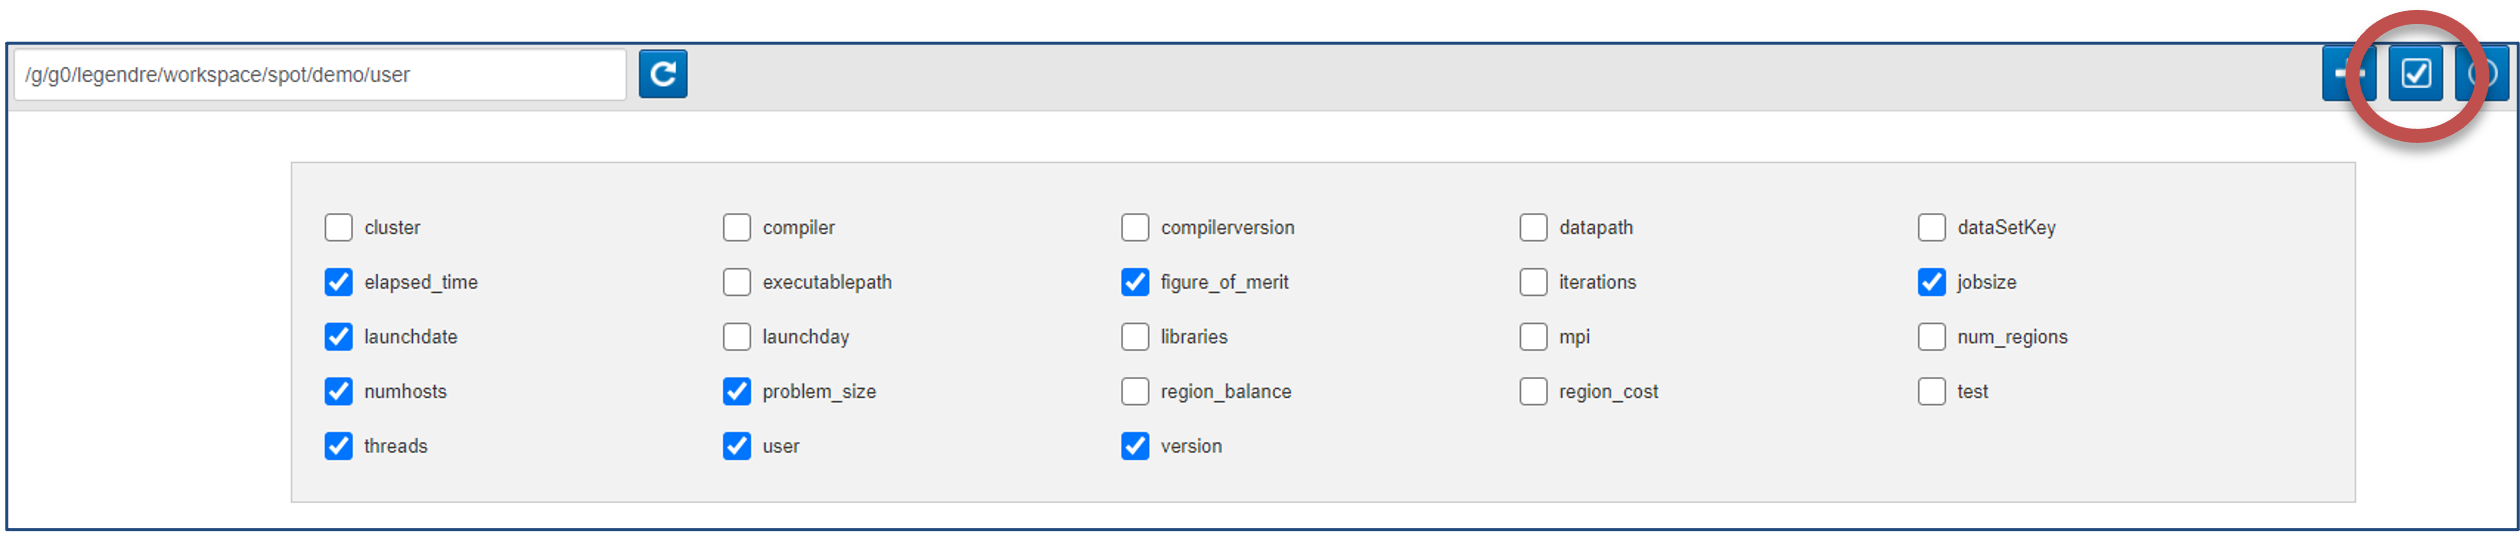 /g/g0/legendre/workspace/spot/demo/user
cluster compiler compilerversion datapath dataSetKey
elapsed_time executablepath figure_of_merit iterations jobsize
launchdate launchday libraries mpi num_regions
numhosts problem_size region_balance region_cost test
threads user version